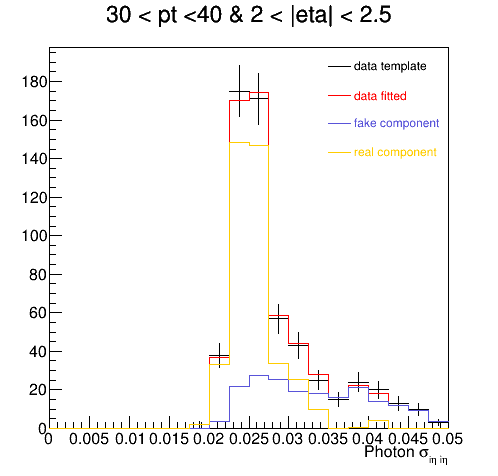 30 < pt <40 & 2 < |eta| < 2.5
data template
data fitted
fake component
real component
180
160
140
120
100
80
60
40
20
0
0 0.005 0.01 0.015 0.02 0.025 0.03 0.035 0.04 0.045 0.05
Photon σiη iη